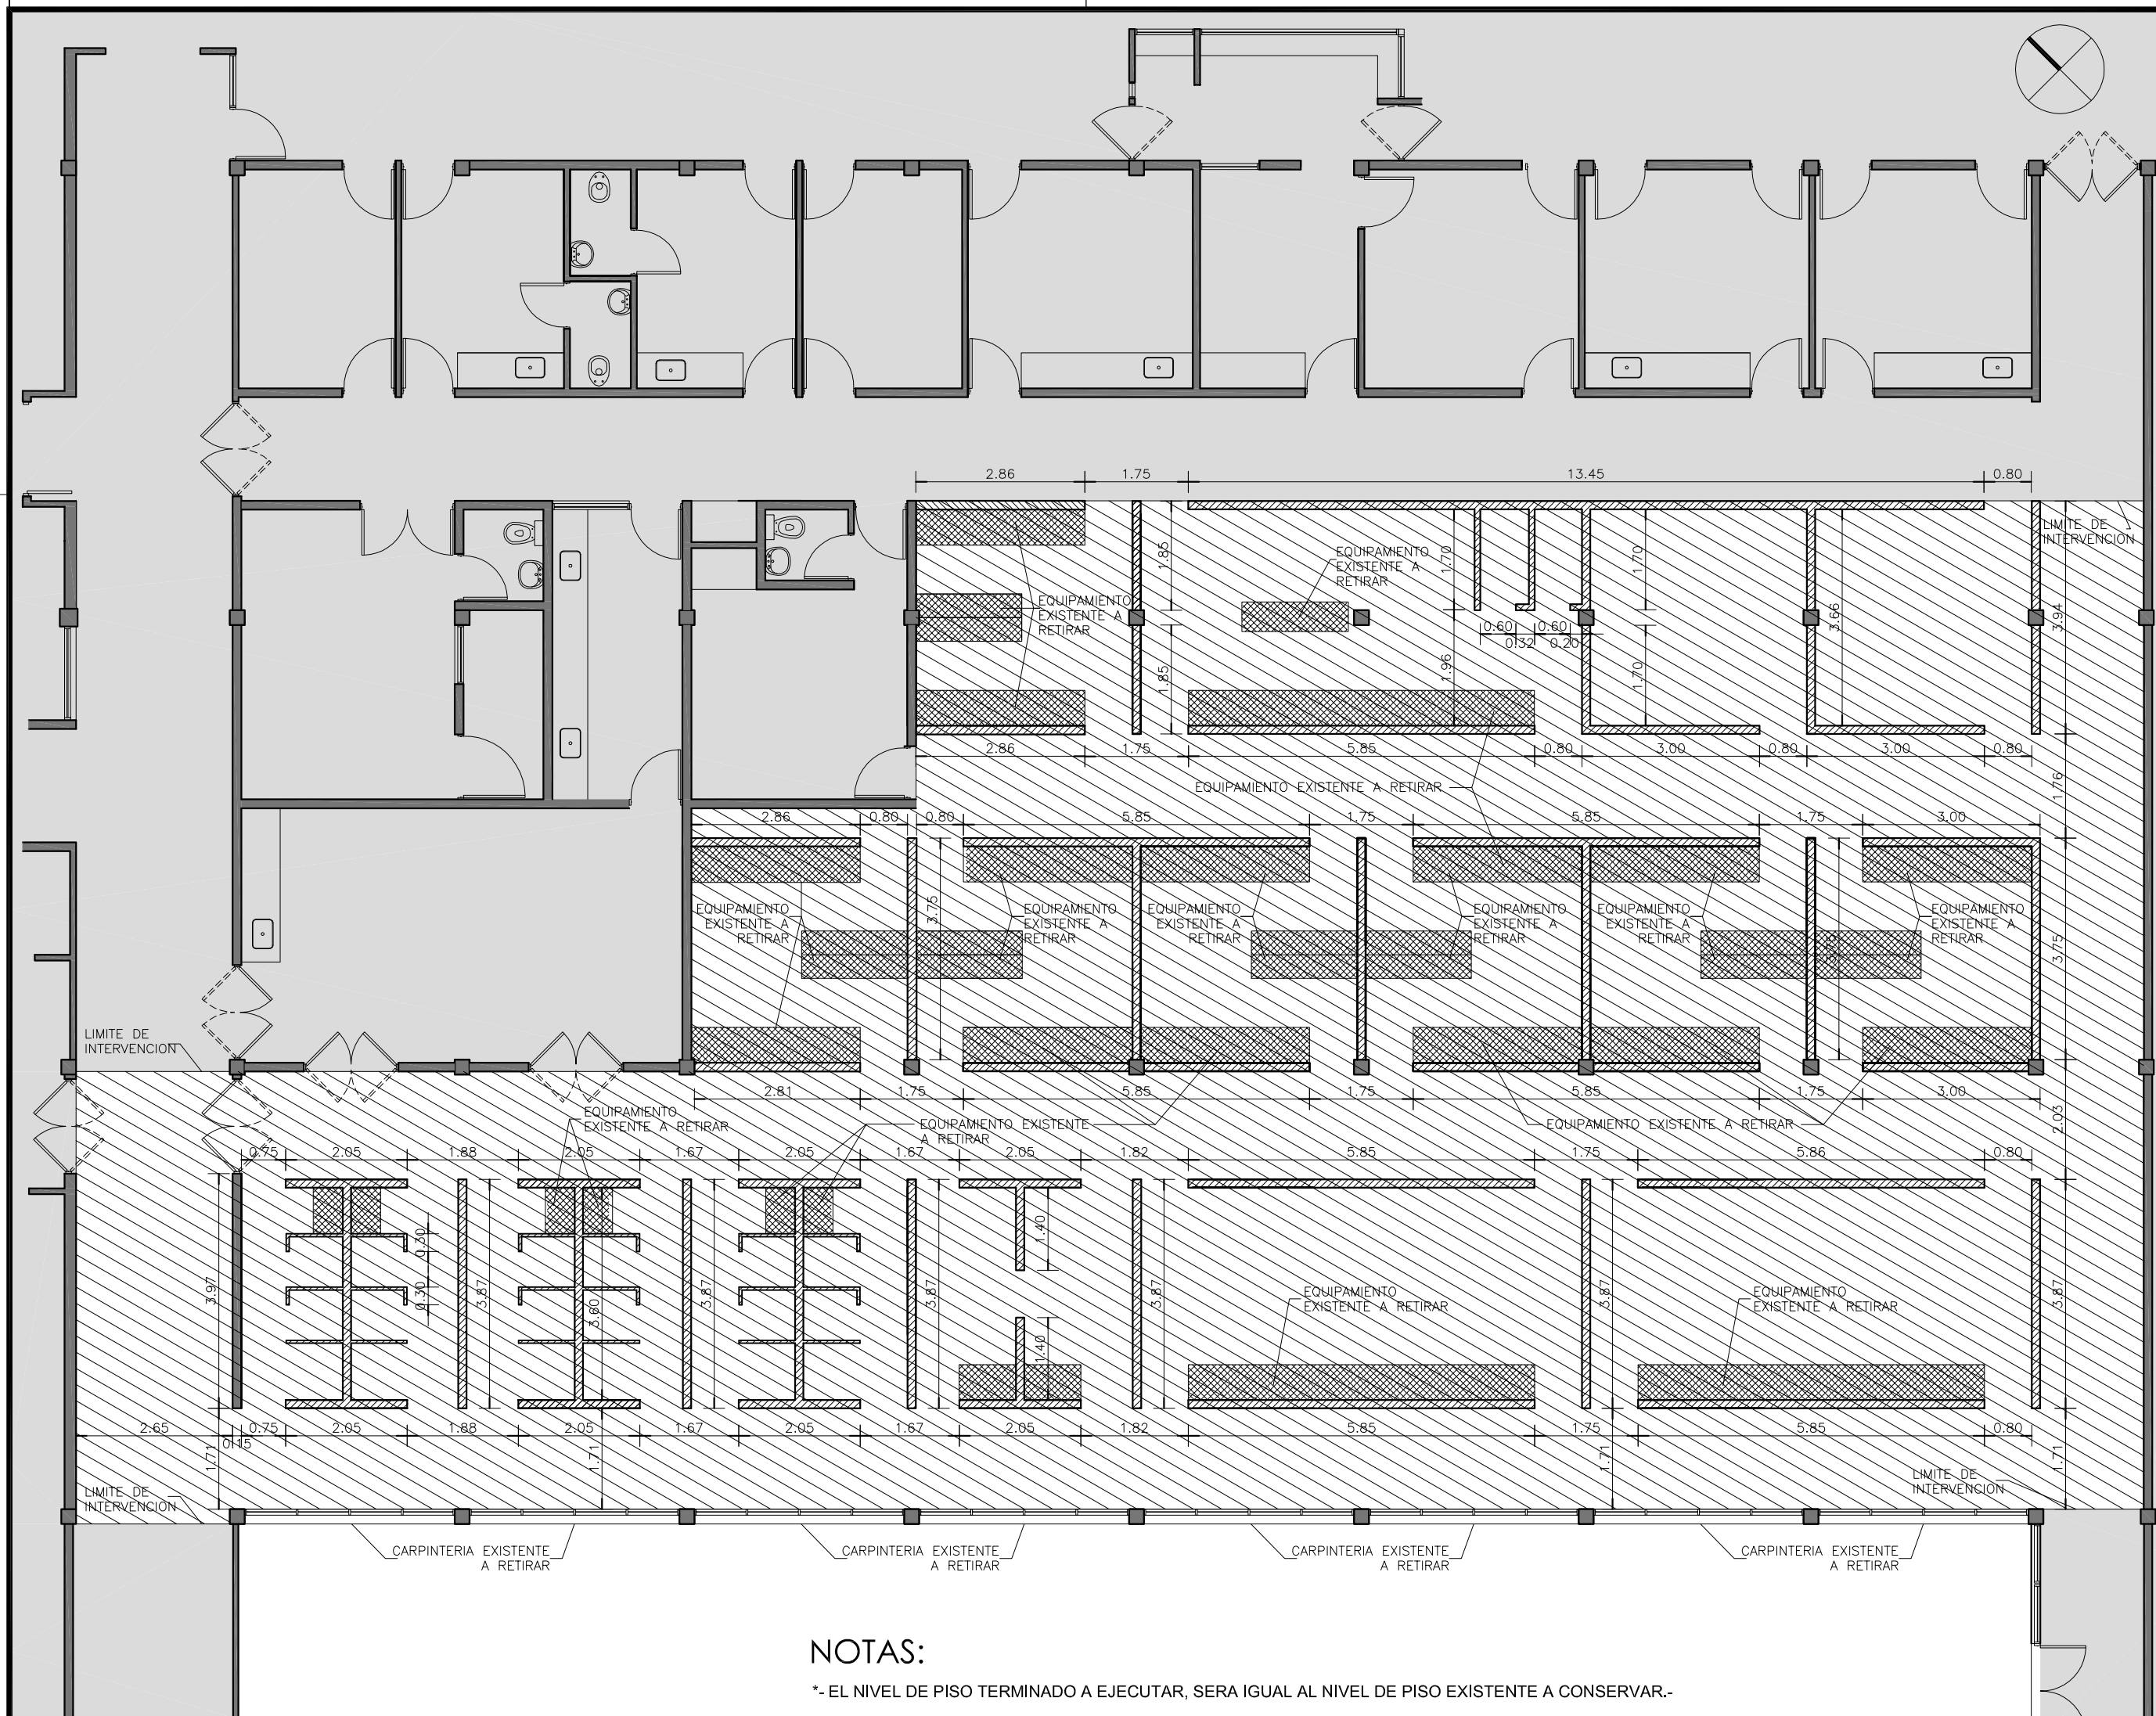 2.86 1.75 13.45 0.80
LIMITE DE
INTERVENCION
1.85
1.70
1.70
EQUIPAMIENTO
EXISTENTE A
RETIRAR
EQUIPAMIENTO
EXISTENTE A
RETIRAR
3.66
3.94
0.60 0.60
0.32 0.20
1.85
1.96
1.70
2.86 1.75 5.85 0.80 3.00 0.80 3.00 0.80
EQUIPAMIENTO EXISTENTE A RETIRAR
1.76
2.86 0.80 0.80 5.85 1.75 5.85 1.75 3.00
EQUIPAMIENTO
EXISTENTE A
RETIRAR
3.75
EQUIPAMIENTO
EXISTENTE A
RETIRAR
EQUIPAMIENTO
EXISTENTE A
RETIRAR
EQUIPAMIENTO
EXISTENTE A
RETIRAR
EQUIPAMIENTO
EXISTENTE A
RETIRAR
3.75
EQUIPAMIENTO
EXISTENTE A
RETIRAR
3.75
LIMITE DE
INTERVENCION
2.81 1.75 5.85 1.75 5.85 1.75 3.00
EQUIPAMIENTO
EXISTENTE A RETIRAR
EQUIPAMIENTO EXISTENTE
A RETIRAR
EQUIPAMIENTO EXISTENTE A RETIRAR
2.03
0.75 2.05 1.88 2.05 1.67 2.05 1.67 2.05 1.82 5.85 1.75 5.86 0.80
3.97
0.30
0.30
3.87
3.60
3.87
3.87
1.40
1.40
3.87
EQUIPAMIENTO
EXISTENTE A RETIRAR
3.87
EQUIPAMIENTO
EXISTENTE A RETIRAR
3.87
2.65 0.15 0.75 2.05 1.88 2.05 1.67 2.05 1.67 2.05 1.82 5.85 1.75 5.85 0.80
1.71
1.71
1.71
1.71
LIMITE DE
INTERVENCION
LIMITE DE
INTERVENCION
CARPINTERIA EXISTENTE
A RETIRAR
CARPINTERIA EXISTENTE
A RETIRAR
CARPINTERIA EXISTENTE
A RETIRAR
CARPINTERIA EXISTENTE
A RETIRAR
NOTAS:
*.- EL NIVEL DE PISO TERMINADO A EJECUTAR, SERA IGUAL AL NIVEL DE PISO EXISTENTE A CONSERVAR.-